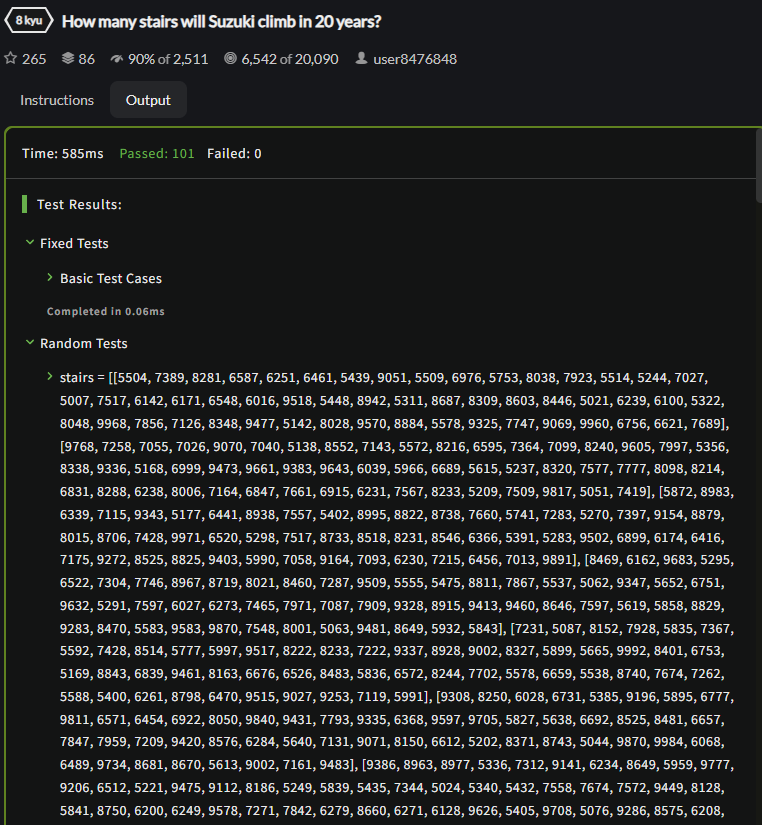 8 kyu How many stairs will Suzuki climb in 20 years?
265 86 90% of 2,511 6,542 of 20,090 user8476848
Instructions Output
Time: 585ms Passed: 101 Failed: 0
Test Results:
Fixed Tests
Basic Test Cases
Completed in 0.06ms
Random Tests
stairs = [[5504, 7389, 8281, 6587, 6251, 6461, 5439, 9051, 5509, 6976, 5753, 8038, 7923, 5514, 5244, 7027,
5007, 7517, 6142, 6171, 6548, 6016, 9518, 5448, 8942, 5311, 8687, 8309, 8603, 8446, 5021, 6239, 6100, 5322,
8048, 9968, 7856, 7126, 8348, 9477, 5142, 8028, 9570, 8884, 5578, 9325, 7747, 9069, 9960, 6756, 6621, 7689],
[9768, 7258, 7055, 7026, 9070, 7040, 5138, 8552, 7143, 5572, 8216, 6595, 7364, 7099, 8240, 9605, 7997, 5356,
8338, 9336, 5168, 6999, 9473, 9661, 9383, 9643, 6039, 5966, 6689, 5615, 5237, 8320, 7577, 7777, 8098, 8214,
6831, 8288, 6238, 8006, 7164, 6847, 7661, 6915, 6231, 7567, 8233, 5209, 7509, 9817, 5051, 7419], [5872, 8983,
6339, 7115, 9343, 5177, 6441, 8938, 7557, 5402, 8995, 8822, 8738, 7660, 5741, 7283, 5270, 7397, 9154, 8879,
8015, 8706, 7428, 9971, 6520, 5298, 7517, 8733, 8518, 8231, 8546, 6366, 5391, 5283, 9502, 6899, 6174, 6416,
7175, 9272, 8525, 8825, 9403, 5990, 7058, 9164, 7093, 6230, 7215, 6456, 7013, 9891], [8469, 6162, 9683, 5295,
6522, 7304, 7746, 8967, 8719, 8021, 8460, 7287, 9509, 5555, 5475, 8811, 7867, 5537, 5062, 9347, 5652, 6751,
9632, 5291, 7597, 6027, 6273, 7465, 7971, 7087, 7909, 9328, 8915, 9413, 9460, 8646, 7597, 5619, 5858, 8829,
9283, 8470, 5583, 9583, 9870, 7548, 8001, 5063, 9481, 8649, 5932, 5843], [7231, 5087, 8152, 7928, 5835, 7367,
5592, 7428, 8514, 5777, 5997, 9517, 8222, 8233, 7222, 9337, 8928, 9002, 8327, 5899, 5665, 9992, 8401, 6753,
5169, 8843, 6839, 9461, 8163, 6676, 6526, 8483, 5836, 6572, 8244, 7702, 5578, 6659, 5538, 8740, 7674, 7262,
5588, 5400, 6261, 8798, 6470, 9515, 9027, 9253, 7119, 5991], [9308, 8250, 6028, 6731, 5385, 9196, 5895, 6777,
9811, 6571, 6454, 6922, 8050, 9840, 9431, 7793, 9335, 6368, 9597, 9705, 5827, 5638, 6692, 8525, 8481, 6657,
7847, 7959, 7209, 9420, 8576, 6284, 5640, 7131, 9071, 8150, 6612, 5202, 8371, 8743, 5044, 9870, 9984, 6068,
6489, 9734, 8681, 8670, 5613, 9002, 7161, 9483], [9386, 8963, 8977, 5336, 7312, 9141, 6234, 8649, 5959, 9777,
9206, 6512, 5221, 9475, 9112, 8186, 5249, 5839, 5435, 7344, 5024, 5340, 5432, 7558, 7674, 7572, 9449, 8128,
5841, 8750, 6200, 6249, 9578, 7271, 7842, 6279, 8660, 6271, 6128, 9626, 5405, 9708, 5076, 9286, 8575, 6208,